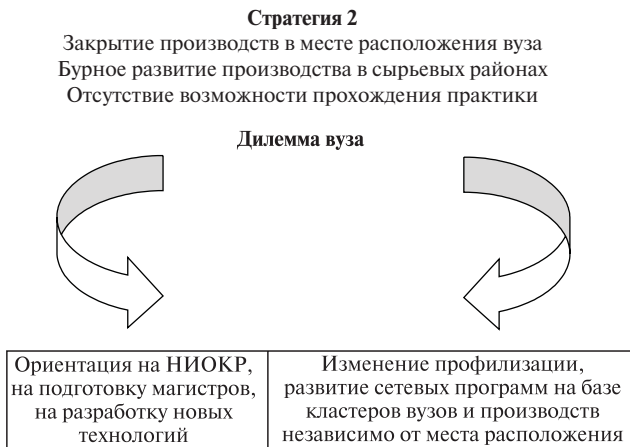 Стратегия 2
Закрытие производств в месте расположения вуза
Бурное развитие производства в сырьевых районах
Отсутствие возможности прохождения практики
Дилемма вуза
Ориентация на НИОКР,
на подготовку магистров,
на разработку новых
технологий
Изменение профилизации,
развитие сетевых программ на базе
кластеров вузов и производств
независимо от места расположения